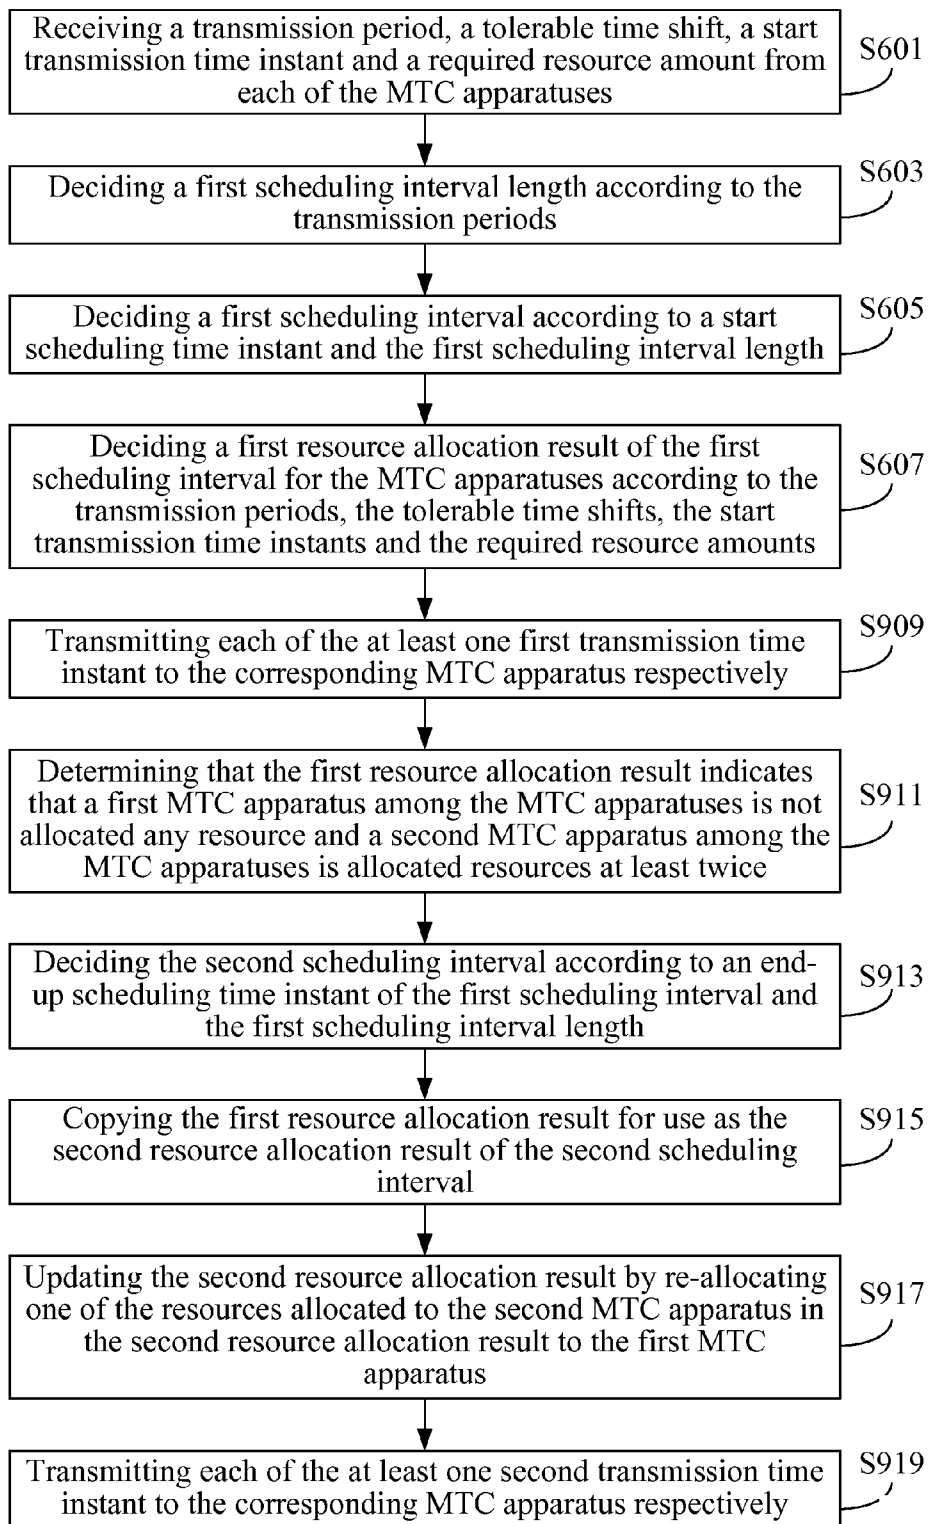 Receiving a transmission period, a tolerable time shift, a start
transmission time instant and a required resource amount from
each of the MTC apparatuses
S601
Deciding a first scheduling interval length according to the
transmission periods
S603
Deciding a first scheduling interval according to a start
scheduling time instant and the first scheduling interval length
S605
Deciding a first resource allocation result of the first
scheduling interval for the MTC apparatuses according to the
transmission periods, the tolerable time shifts, the start
transmission time instants and the required resource amounts
S607
Transmitting each of the at least one first transmission time
instant to the corresponding MTC apparatus respectively
S909
Determining that the first resource allocation result indicates
that a first MTC apparatus among the MTC apparatuses is not
allocated any resource and a second MTC apparatus among the
MTC apparatuses is allocated resources at least twice
S911
Deciding the second scheduling interval according to an end-
up scheduling time instant of the first scheduling interval and
the first scheduling interval length
S913
Copying the first resource allocation result for use as the
second resource allocation result of the second scheduling
interval
S915
Updating the second resource allocation result by re-allocating
one of the resources allocated to the second MTC apparatus in
the second resource allocation result to the first MTC
apparatus
S917
Transmitting each of the at least one second transmission time
instant to the corresponding MTC apparatus respectively
S919